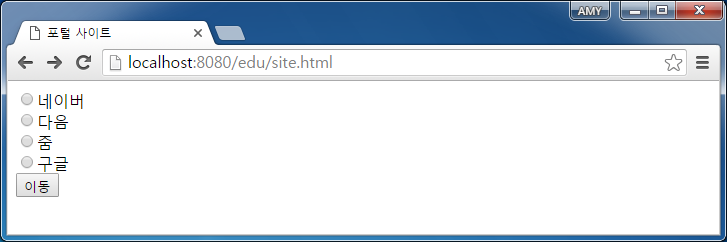 AMY
포털 사이트
localhost:8080/edu/site.html
네이버
다음
줌
구글
이동